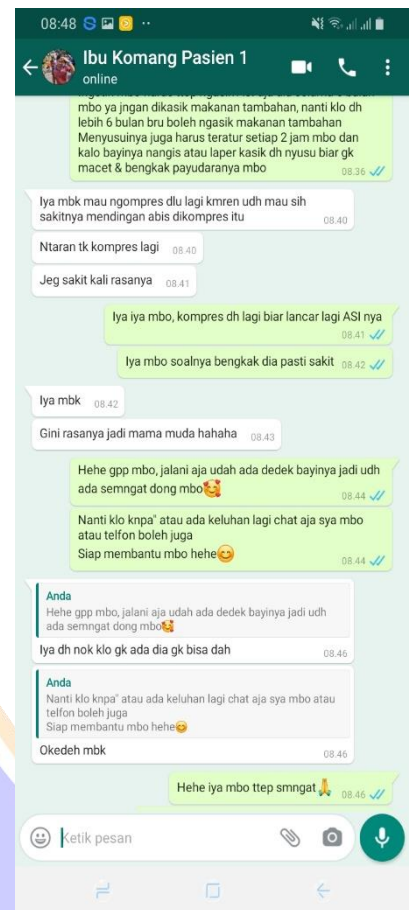 08:48
Ibu Komang Pasien 1
online
mbo ya jngan dikasik makanan tambahan, nanti klo dh
lebih 6 bulan bru boleh ngasik makanan tambahan
Menyusuinya juga harus teratur setiap 2 jam mbo dan
kalo bayinya nangis atau laper kasik dh nyusu biar gk
macet & bengkak payudaranya mbo
08.36
Iya mbk mau ngompres dlu lagi kmren udh mau sih
sakitnya mendingan abis dikompres itu
08.40
Ntaran tk kompres lagi 08.40
Jeg sakit kali rasanya 08.41
Iya iya mbo, kompres dh lagi biar lancar lagi ASI nya
08.41
Iya mbo soalnya bengkak dia pasti sakit 08.42
Iya mbk 08.42
Gini rasanya jadi mama muda hahaha 08.43
Hehe gpp mbo, jalani aja udah ada dedek bayinya jadi udh
ada semngat dong mbo🥰
08.44
Nanti klo knpa" atau ada keluhan lagi chat aja sya mbo
atau telfon boleh juga
Siap membantu mbo hehe😊
08.44
Anda
Hehe gpp mbo, jalani aja udah ada dedek bayinya jadi udh
ada semngat dong mbo🥰
Iya dh nok klo gk ada dia gk bisa dah 08.46
Anda
Nanti klo knpa" atau ada keluhan lagi chat aja sya mbo atau
telfon boleh juga
Siap membantu mbo hehe😊
Okedeh mbk 08.46
Hehe iya mbo ttep smngat🙏 08.46
Ketik pesan